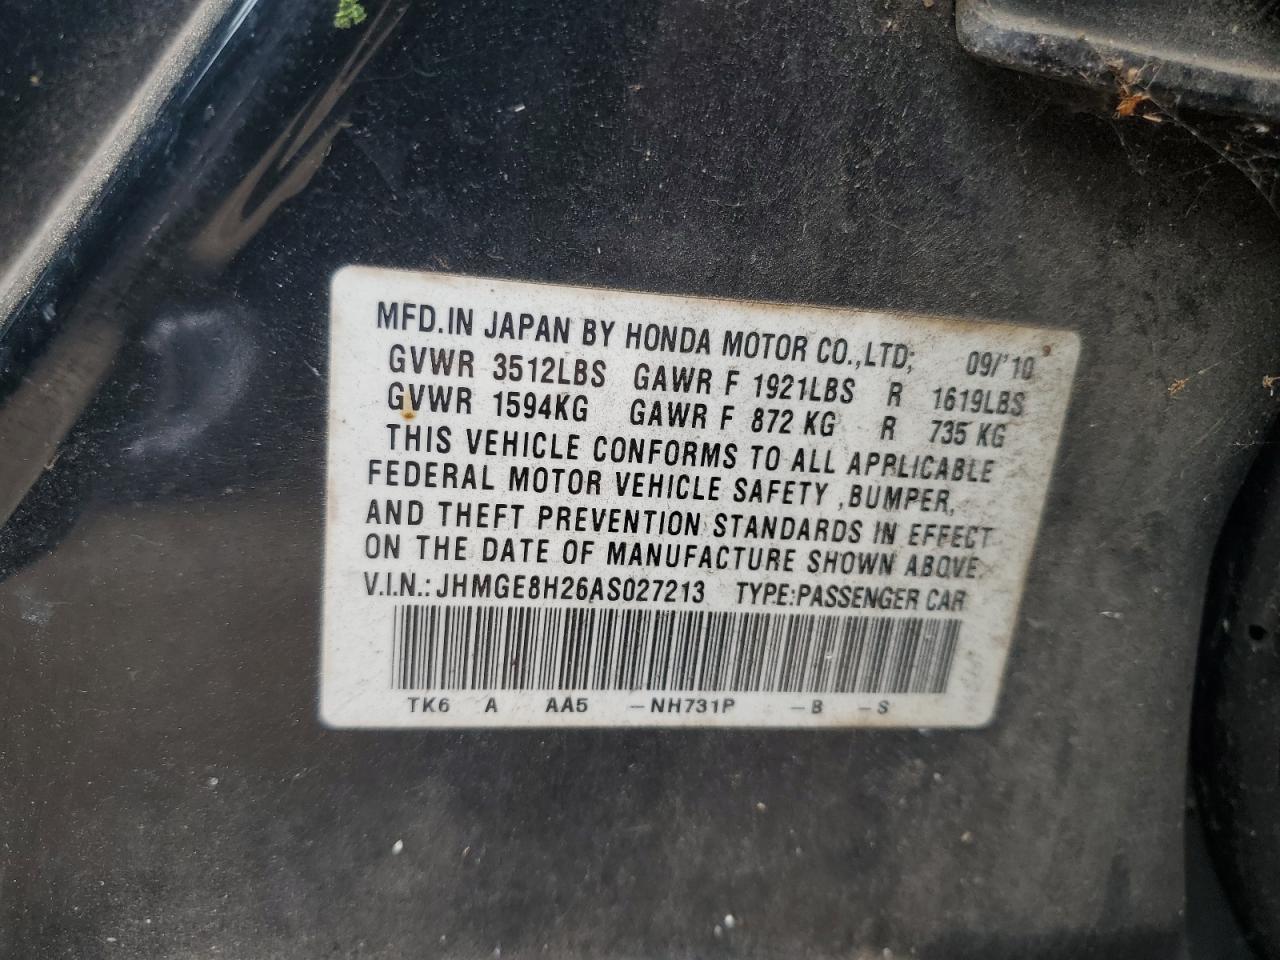 MFD.IN JAPAN BY HONDA MOTOR CO.,LTD; 09/'10
GVWR 3512LBS GAWR F 1921LBS R 1619LBS
GVWR 1594KG GAWR F 872 KG R 735 KG
THIS VEHICLE CONFORMS TO ALL APPLICABLE
FEDERAL MOTOR VEHICLE SAFETY ,BUMPER,
AND THEFT PREVENTION STANDARDS IN EFFECT
ON THE DATE OF MANUFACTURE SHOWN ABOVE.
V.I.N.: JHMGE8H26AS027213 TYPE:PASSENGER CAR
TK6 A AA5 -NH731P -B -S